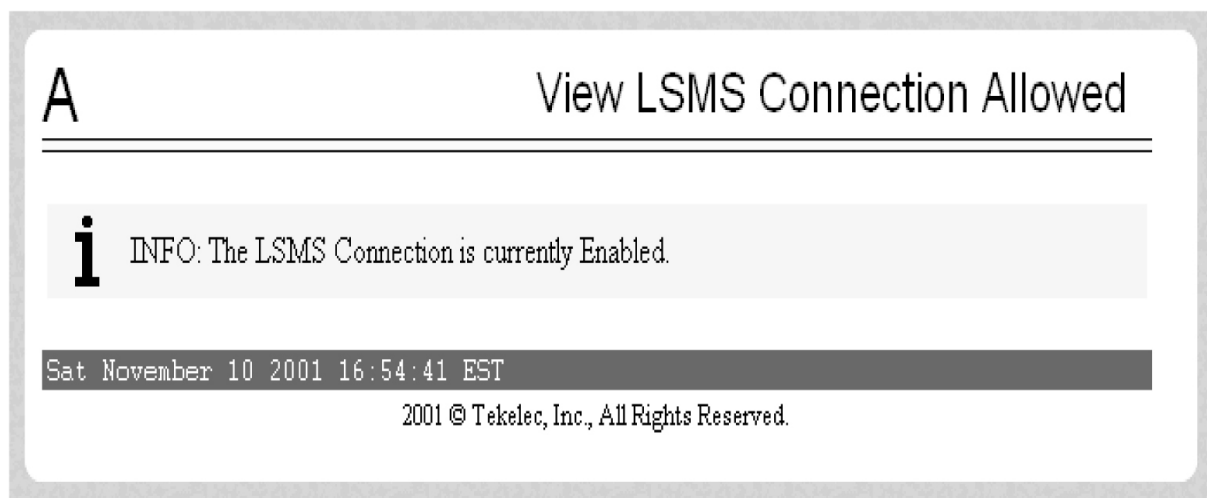 A
View LSMS Connection Allowed
i
INFO: The LSMS Connection is currently Enabled.
Sat November 10 2001 16:54:41 EST
2001 © Tekelec, Inc., All Rights Reserved.